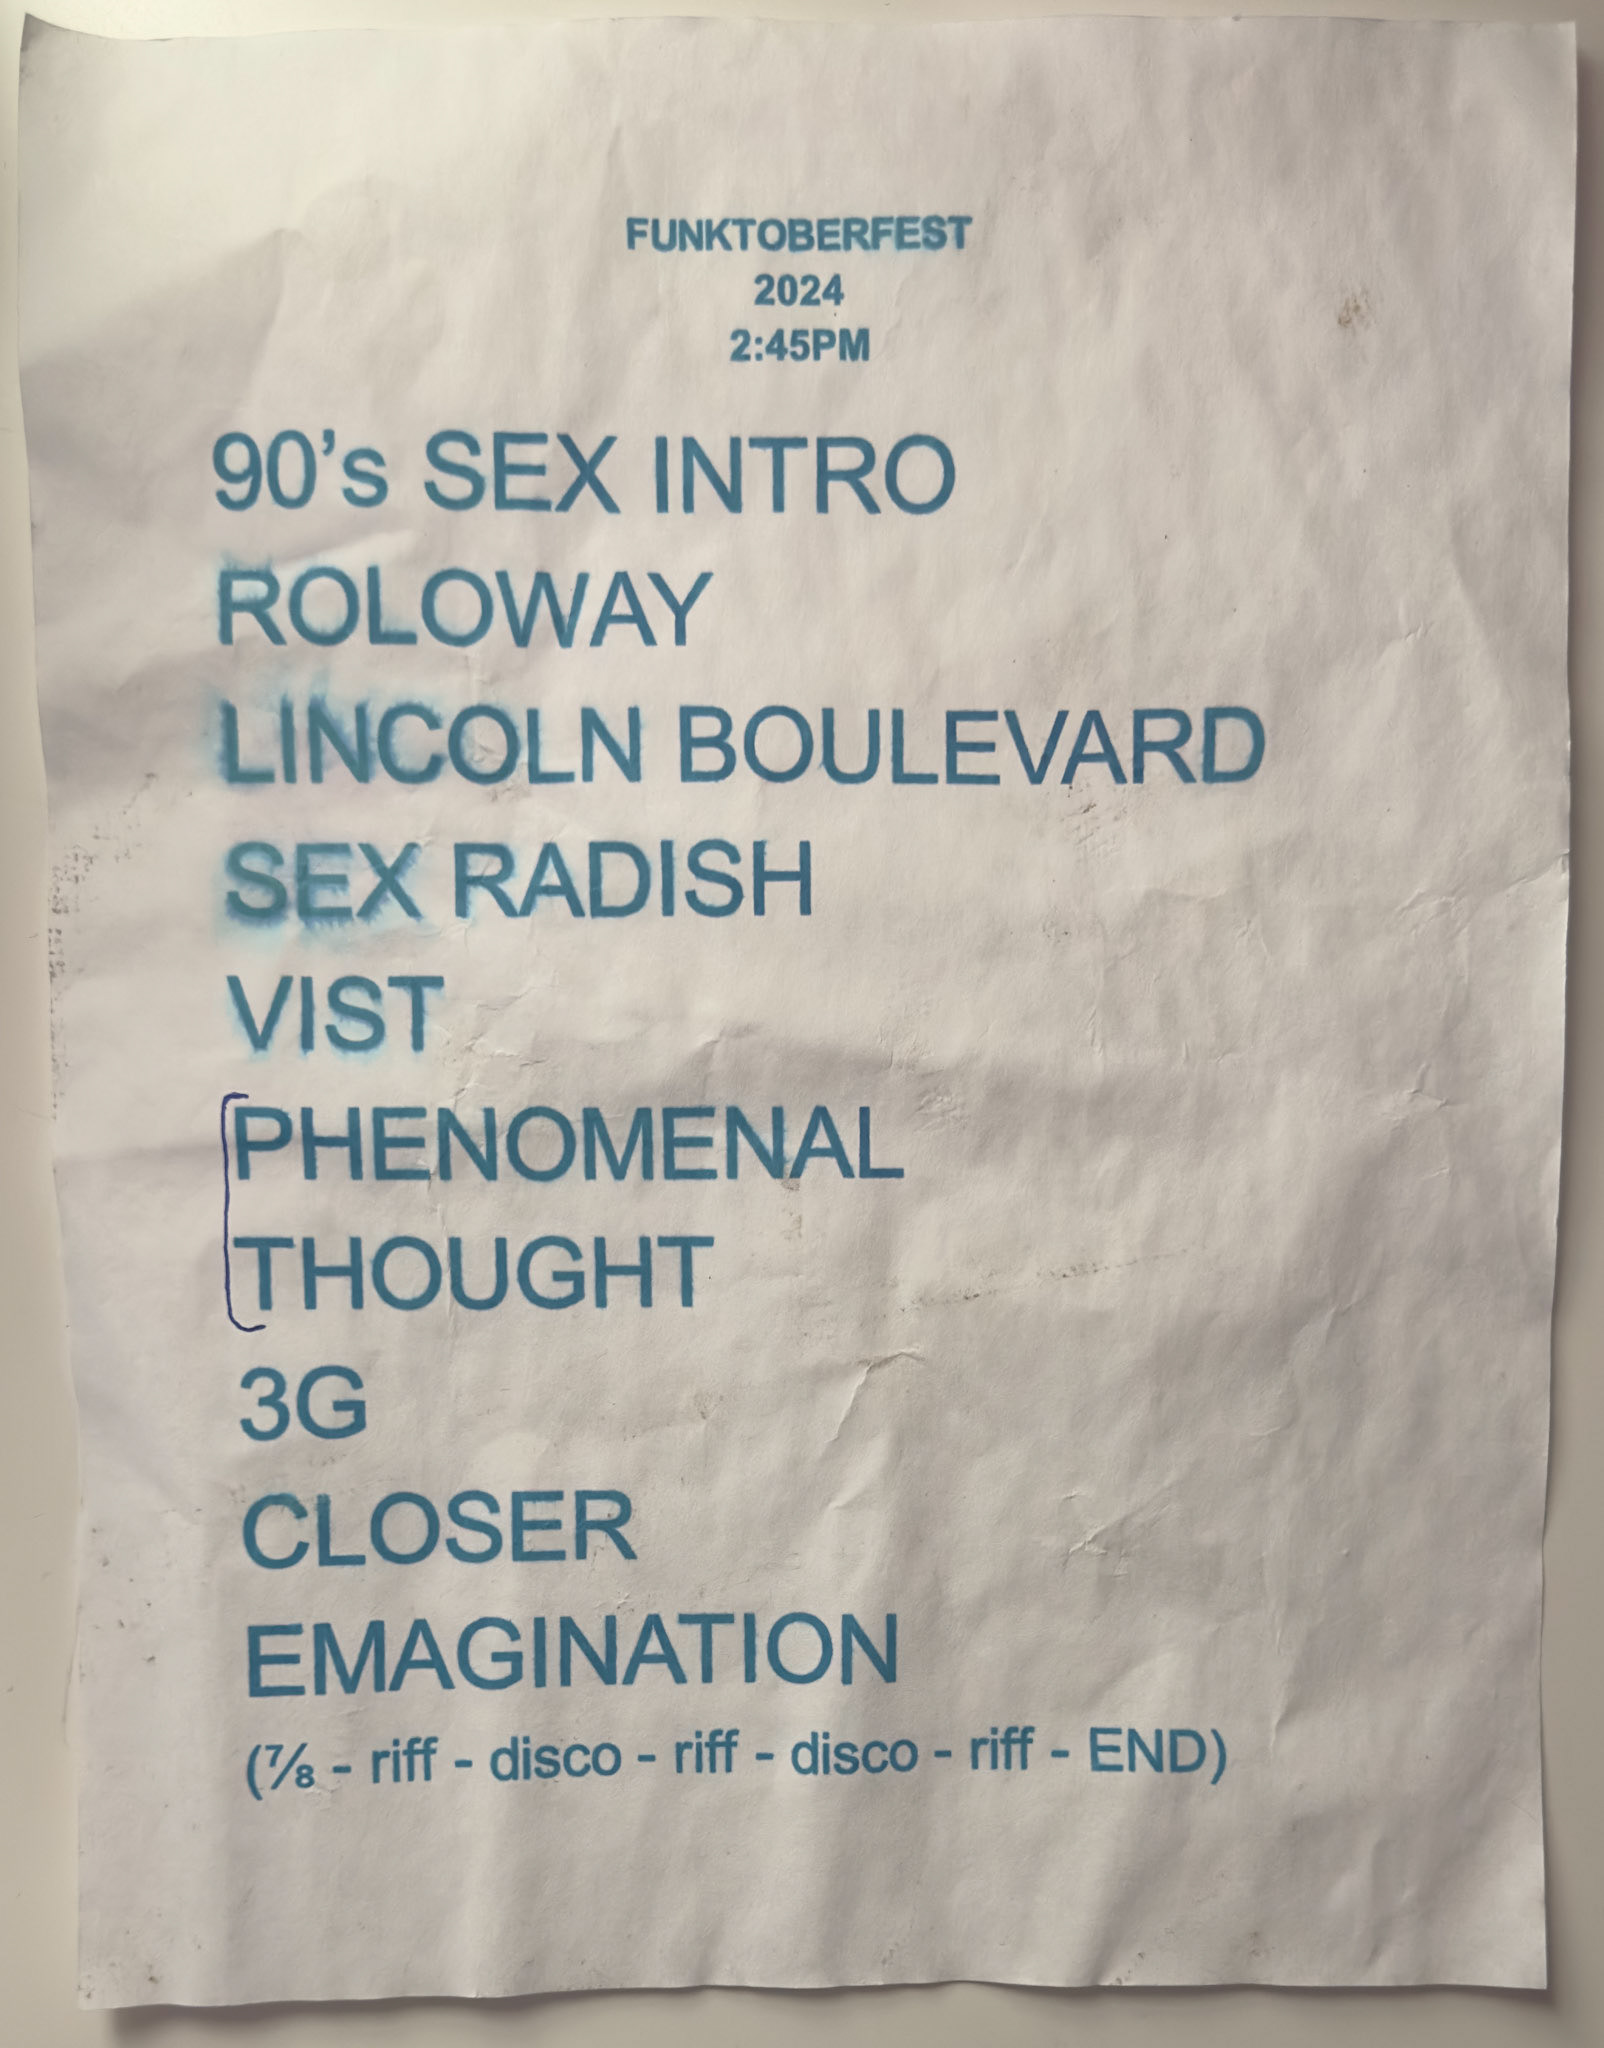 FUNKTOBERFEST
2024
2:45PM
90’s SEX INTRO
ROLOWAY
LINCOLN BOULEVARD
SEX RADISH
VIST
PHENOMENAL
THOUGHT
3G
CLOSER
EMAGINATION
(⅞ - riff - disco - riff - disco - riff - END)